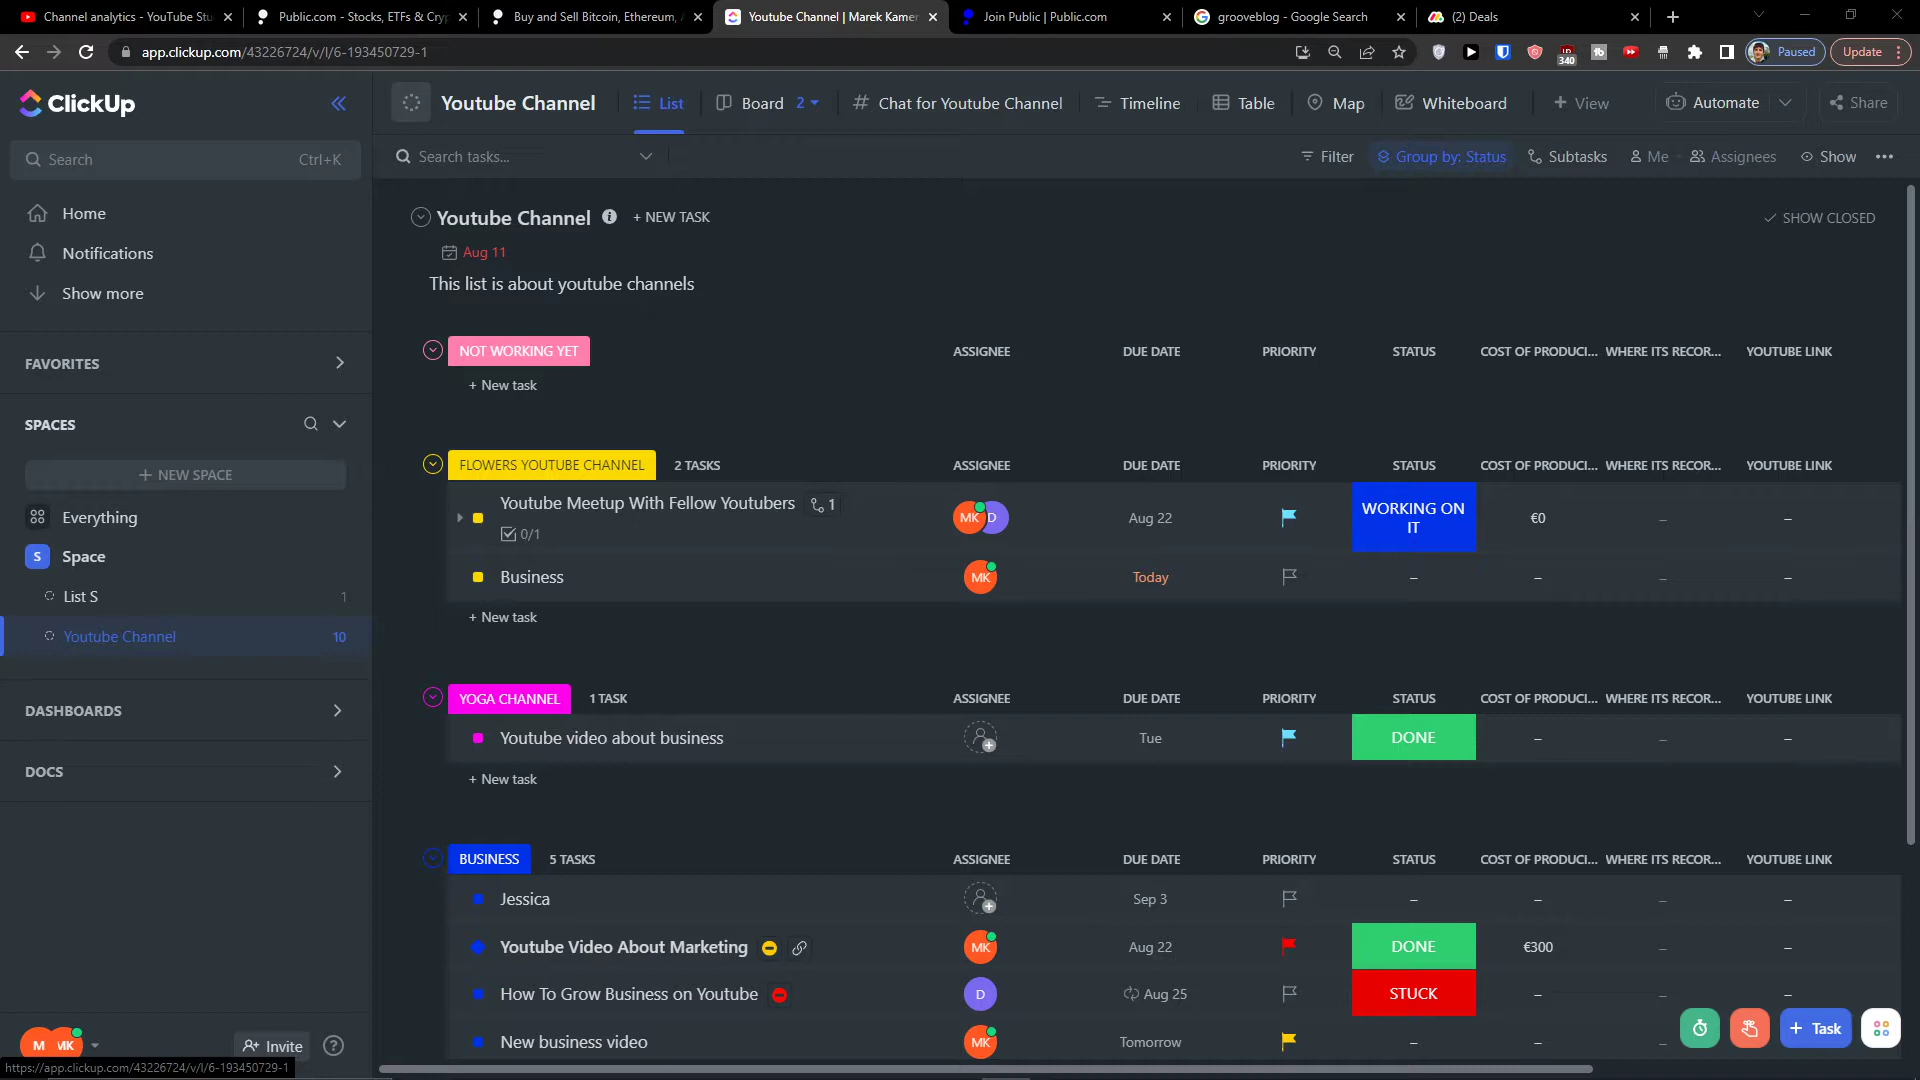 Channel analytics - YouTube Stu
Public.com - Stocks, ETFs & Cryp
Buy and Sell Bitcoin, Ethereum, A
Youtube Channel | Marek Kamer
Join Public | Public.com
grooveblog - Google Search
(2) Deals
app.clickup.com/43226724/v/l/6-193450729-1
340
Paused
Update
ClickUp
Youtube Channel
List
Board 2
# Chat for Youtube Channel
Timeline
Table
Map
Whiteboard
+ View
Automate
Share
Search Ctrl+K
Search tasks...
Filter
Group by: Status
Subtasks
Me
Assignees
Show
Home
Notifications
Show more
FAVORITES
SPACES
+ NEW SPACE
Everything
S Space
List S 1
Youtube Channel 10
DASHBOARDS
DOCS
Youtube Channel + NEW TASK
SHOW CLOSED
Aug 11
This list is about youtube channels
NOT WORKING YET ASSIGNEE DUE DATE PRIORITY STATUS COST OF PRODUCI... WHERE ITS RECOR... YOUTUBE LINK
+ New task
FLOWERS YOUTUBE CHANNEL 2 TASKS ASSIGNEE DUE DATE PRIORITY STATUS COST OF PRODUCI... WHERE ITS RECOR... YOUTUBE LINK
Youtube Meetup With Fellow Youtubers 1 MK D Aug 22 WORKING ON IT €0 – –
0/1
Business MK Today – – – –
+ New task
YOGA CHANNEL 1 TASK ASSIGNEE DUE DATE PRIORITY STATUS COST OF PRODUCI... WHERE ITS RECOR... YOUTUBE LINK
Youtube video about business Tue DONE – – –
+ New task
BUSINESS 5 TASKS ASSIGNEE DUE DATE PRIORITY STATUS COST OF PRODUCI... WHERE ITS RECOR... YOUTUBE LINK
Jessica Sep 3 – – – –
Youtube Video About Marketing MK Aug 22 DONE €300 – –
How To Grow Business on Youtube D Aug 25 STUCK – – –
New business video MK Tomorrow – – – –
M MK
Invite
+ Task
https://app.clickup.com/43226724/v/l/6-193450729-1